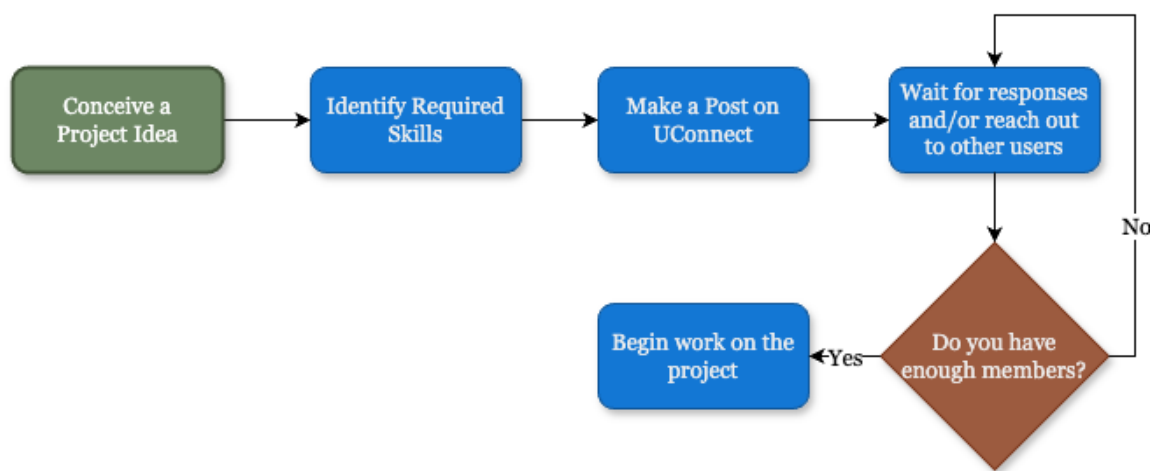 Conceive a
Project Idea
Identify Required
Skills
Make a Post on
UConnect
Wait for responses
and/or reach out
to other users
No
Do you have
enough members?
Yes
Begin work on the
project